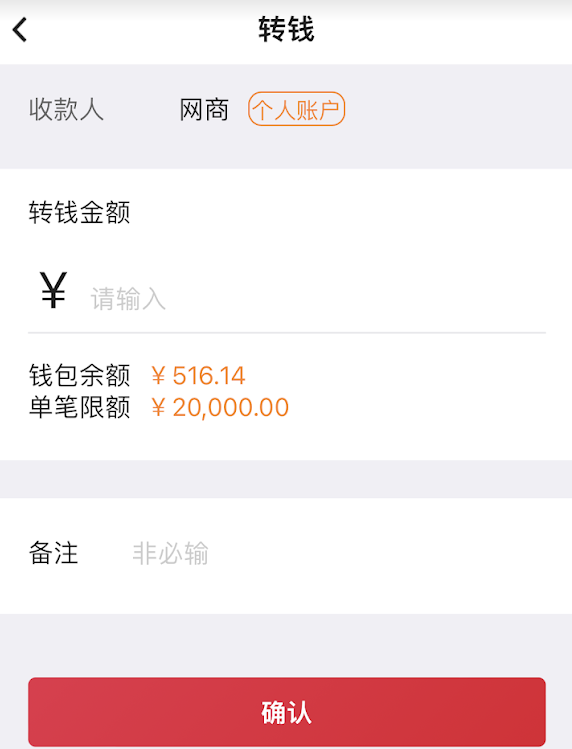 转钱
收款人 网商 个人账户
转钱金额
¥ 请输入
钱包余额 ¥ 516.14
单笔限额 ¥ 20,000.00
备注 非必输
确认